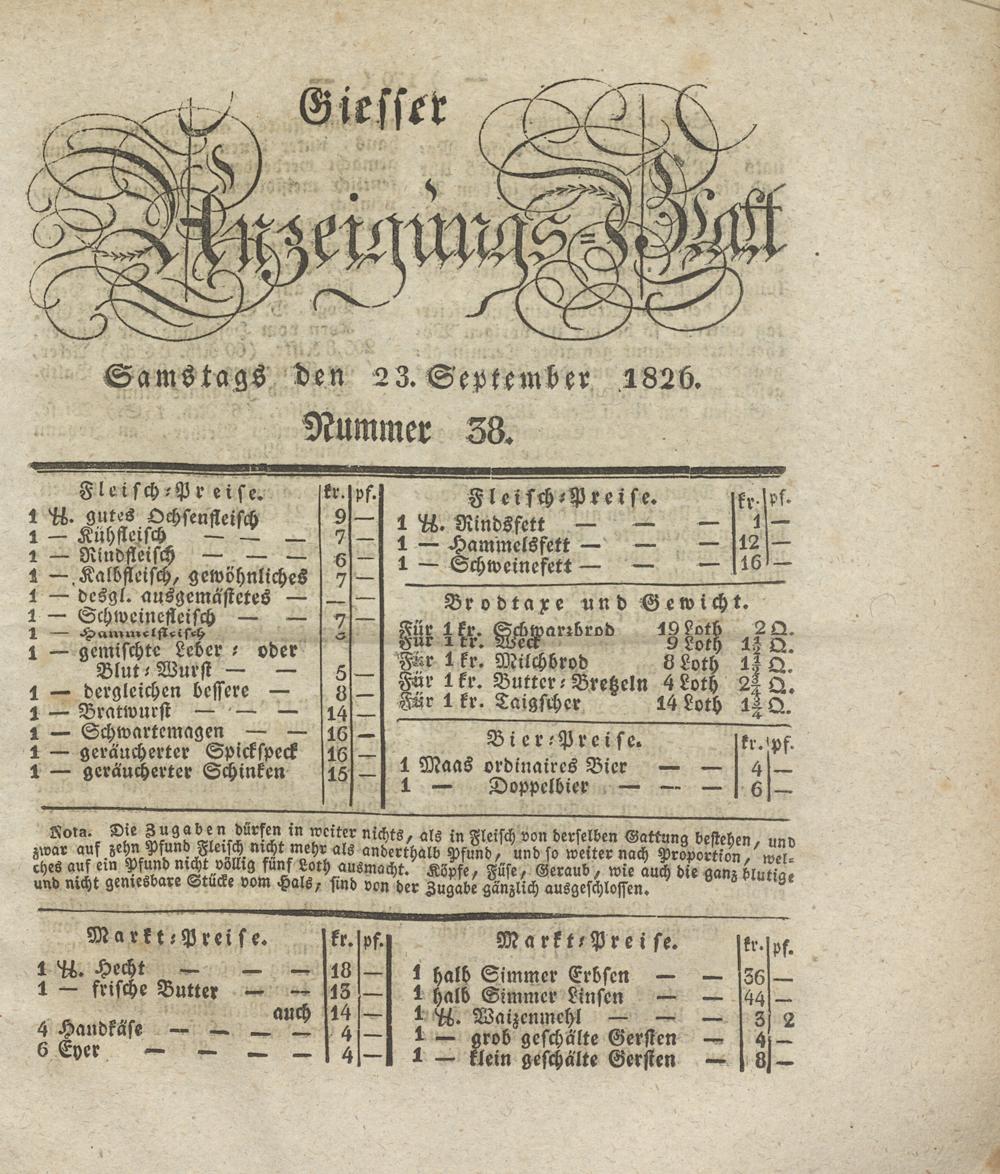 Giesser
Anzeigungs-Blatt
Samstags den 23. September 1826.
Nummer 38.
Fleisch-Preise. kr. pf.
1 ℔. gutes Ochsenfleisch 9 —
1 — Kühfleisch — — — 7 —
1 — Rindfleisch — — — 6 —
1 — Kalbfleisch, gewöhnliches 7 —
1 — desgl. ausgemästetes — — —
1 — Schweinefleisch — — 7 —
1 — Hammelfleisch
1 — gemischte Leber- oder
Blut-Wurst — — 5 —
1 — dergleichen bessere — 8 —
1 — Bratwurst — — — 14 —
1 — Schwartemagen — — 16 —
1 — geräucherter Spickspeck 16 —
1 — geräucherter Schinken 15 —
Fleisch-Preise. kr. pf.
1 ℔. Rindsfett — — — 1 —
1 — Hammelsfett — — — 12 —
1 — Schweinefett — — — 16 —
Brodtaxe und Gewicht.
Für 1 kr. Schwarzbrod 19 Loth 2 Q.
Für 1 kr. Weck 9 Loth 1½ Q.
Für 1 kr. Milchbrod 8 Loth 1½ Q.
Für 1 kr. Butter-Bretzeln 4 Loth 2¾ Q.
Für 1 kr. Taigscher 14 Loth 1¾ Q.
Bier-Preise. kr. pf.
1 Maas ordinaires Bier — — 4 —
1 — Doppelbier — — — 6 —
Nota. Die Zugaben dürfen in weiter nichts, als in Fleisch von derselben Gattung bestehen, und
zwar auf zehn Pfund Fleisch nicht mehr als anderthalb Pfund, und so weiter nach Proportion, wel-
ches auf ein Pfund nicht völlig fünf Loth ausmacht. Köpfe, Füse, Geraub, wie auch die ganz blutige
und nicht geniesbare Stücke vom Hals, sind von der Zugabe gänzlich ausgeschlossen.
Markt-Preise. kr. pf.
1 ℔. Hecht — — — 18 —
1 — frische Butter — — 13 —
auch 14 —
4 Handkäse — — — — 4 —
6 Eyer — — — — 4 —
Markt-Preise. kr. pf.
1 halb Simmer Erbsen — — 36 —
1 halb Simmer Linsen — — 44 —
1 ℔. Waizenmehl — — — 3 2
1 — grob geschälte Gersten — 4 —
1 — klein geschälte Gersten — 8 —